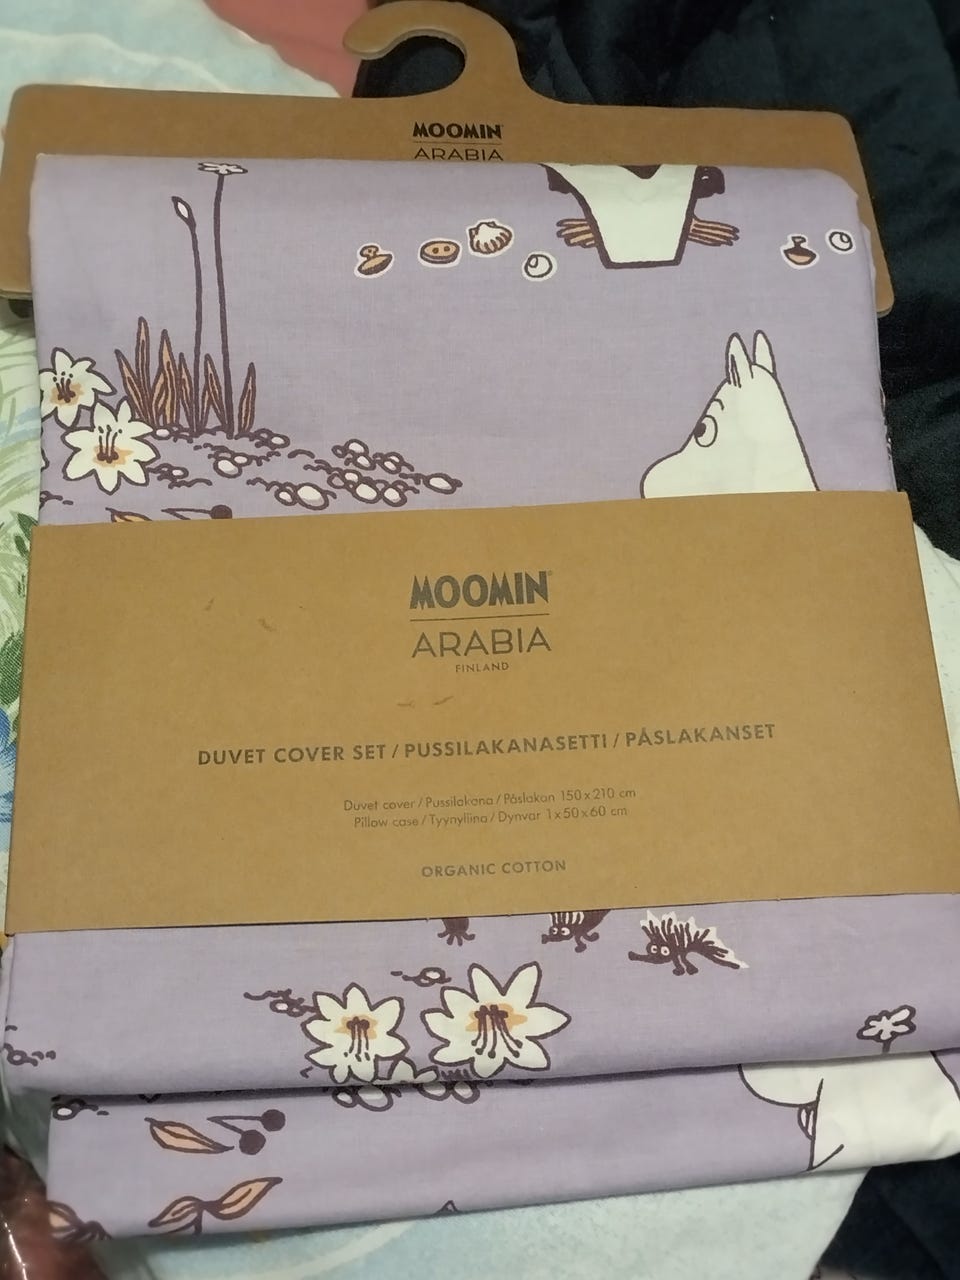 MOOMIN
ARABIA
MOOMIN®
ARABIA
FINLAND
DUVET COVER SET / PUSSILAKANASETTI / PÅSLAKANSET
Duvet cover / Pussilakana / Påslakan 150 x 210 cm
Pillow case / Tyynyliina / Dynvar 1 x 50 x 60 cm
ORGANIC COTTON